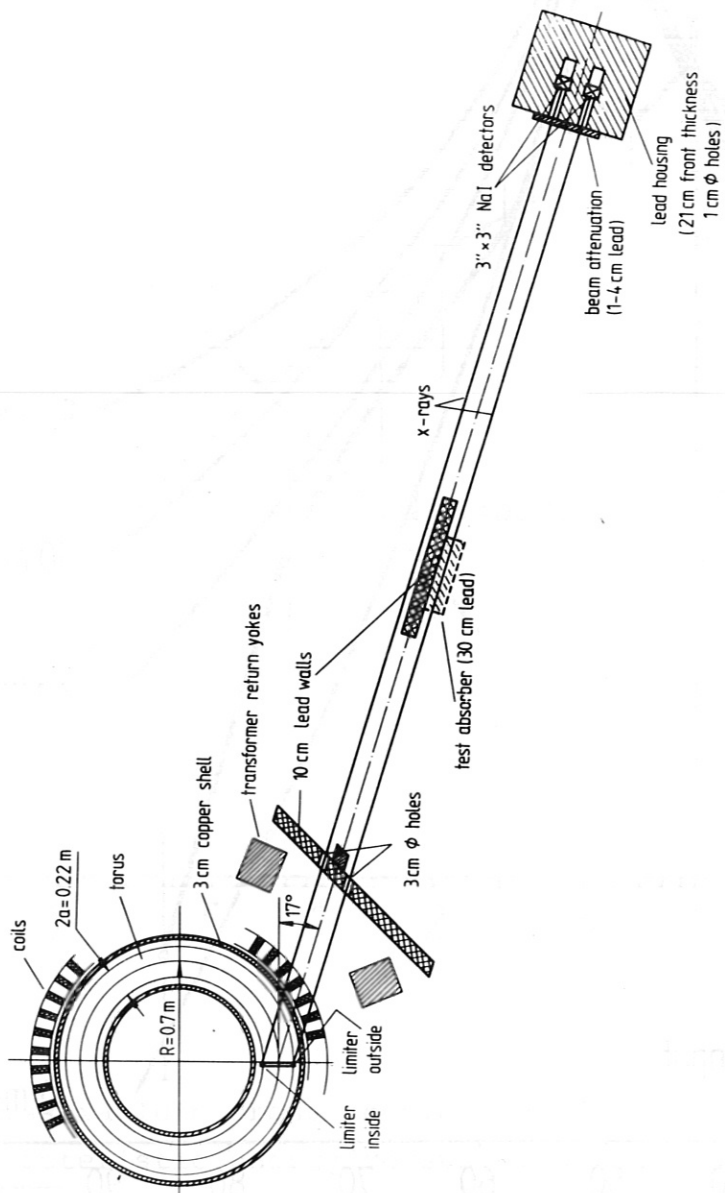 coils
2a = 0.22 m
torus
3 cm copper shell
transformer return yokes
10 cm lead walls
R = 0.7 m
17°
3 cm ϕ holes
limiter
inside
limiter
outside
test absorber (30 cm lead)
x-rays
3'' × 3'' NaI detectors
beam attenuation
(1-4 cm lead)
lead housing
(21 cm front thickness
1 cm ϕ holes)